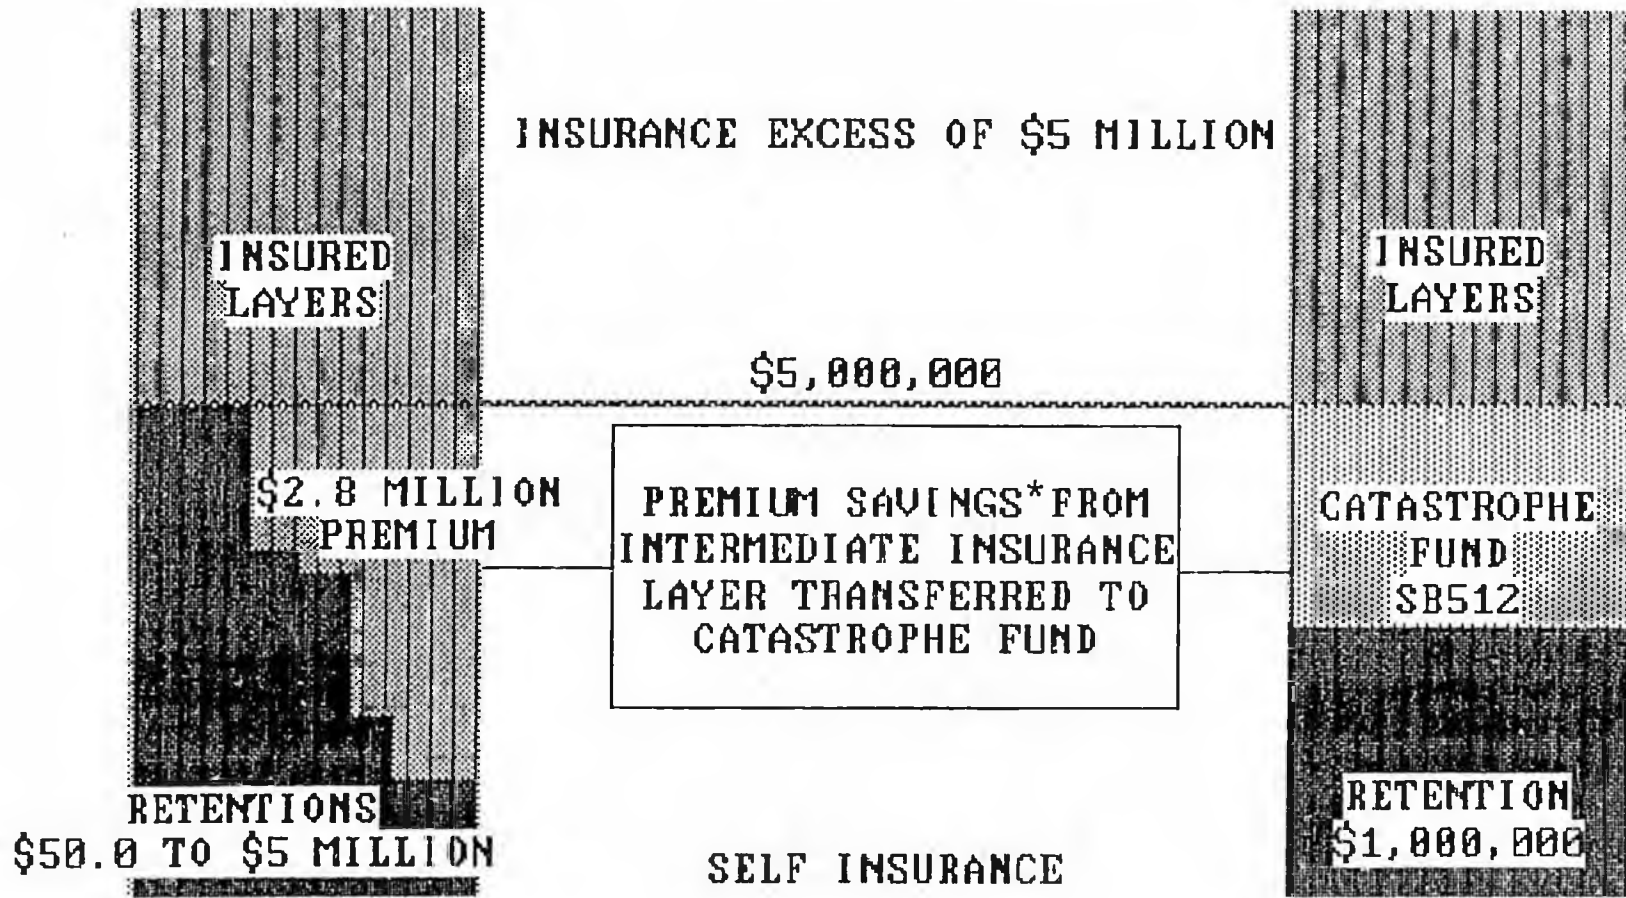 INSURANCE EXCESS OF $5 MILLION
INSURED
LAYERS
INSURED
LAYERS
$5,000,000
$2.8 MILLION
PREMIUM
PREMIUM SAVINGS*FROM
INTERMEDIATE INSURANCE
LAYER TRANSFERRED TO
CATASTROPHE FUND
CATASTROPHE
FUND
SB512
RETENTIONS
$50.0 TO $5 MILLION
RETENTION
$1,000,000
SELF INSURANCE